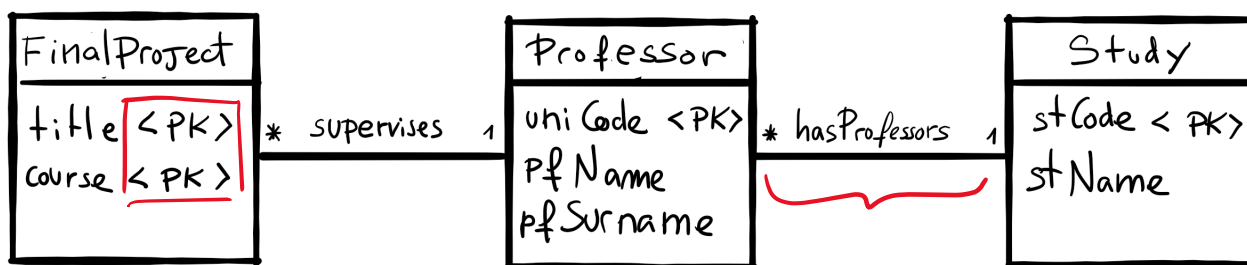 FinalProject
title <PK>
course <PK>
* supervises 1
Professor
uniCode <PK>
pfName
pfSurname
* hasProfessors 1
Study
stCode <PK>
stName